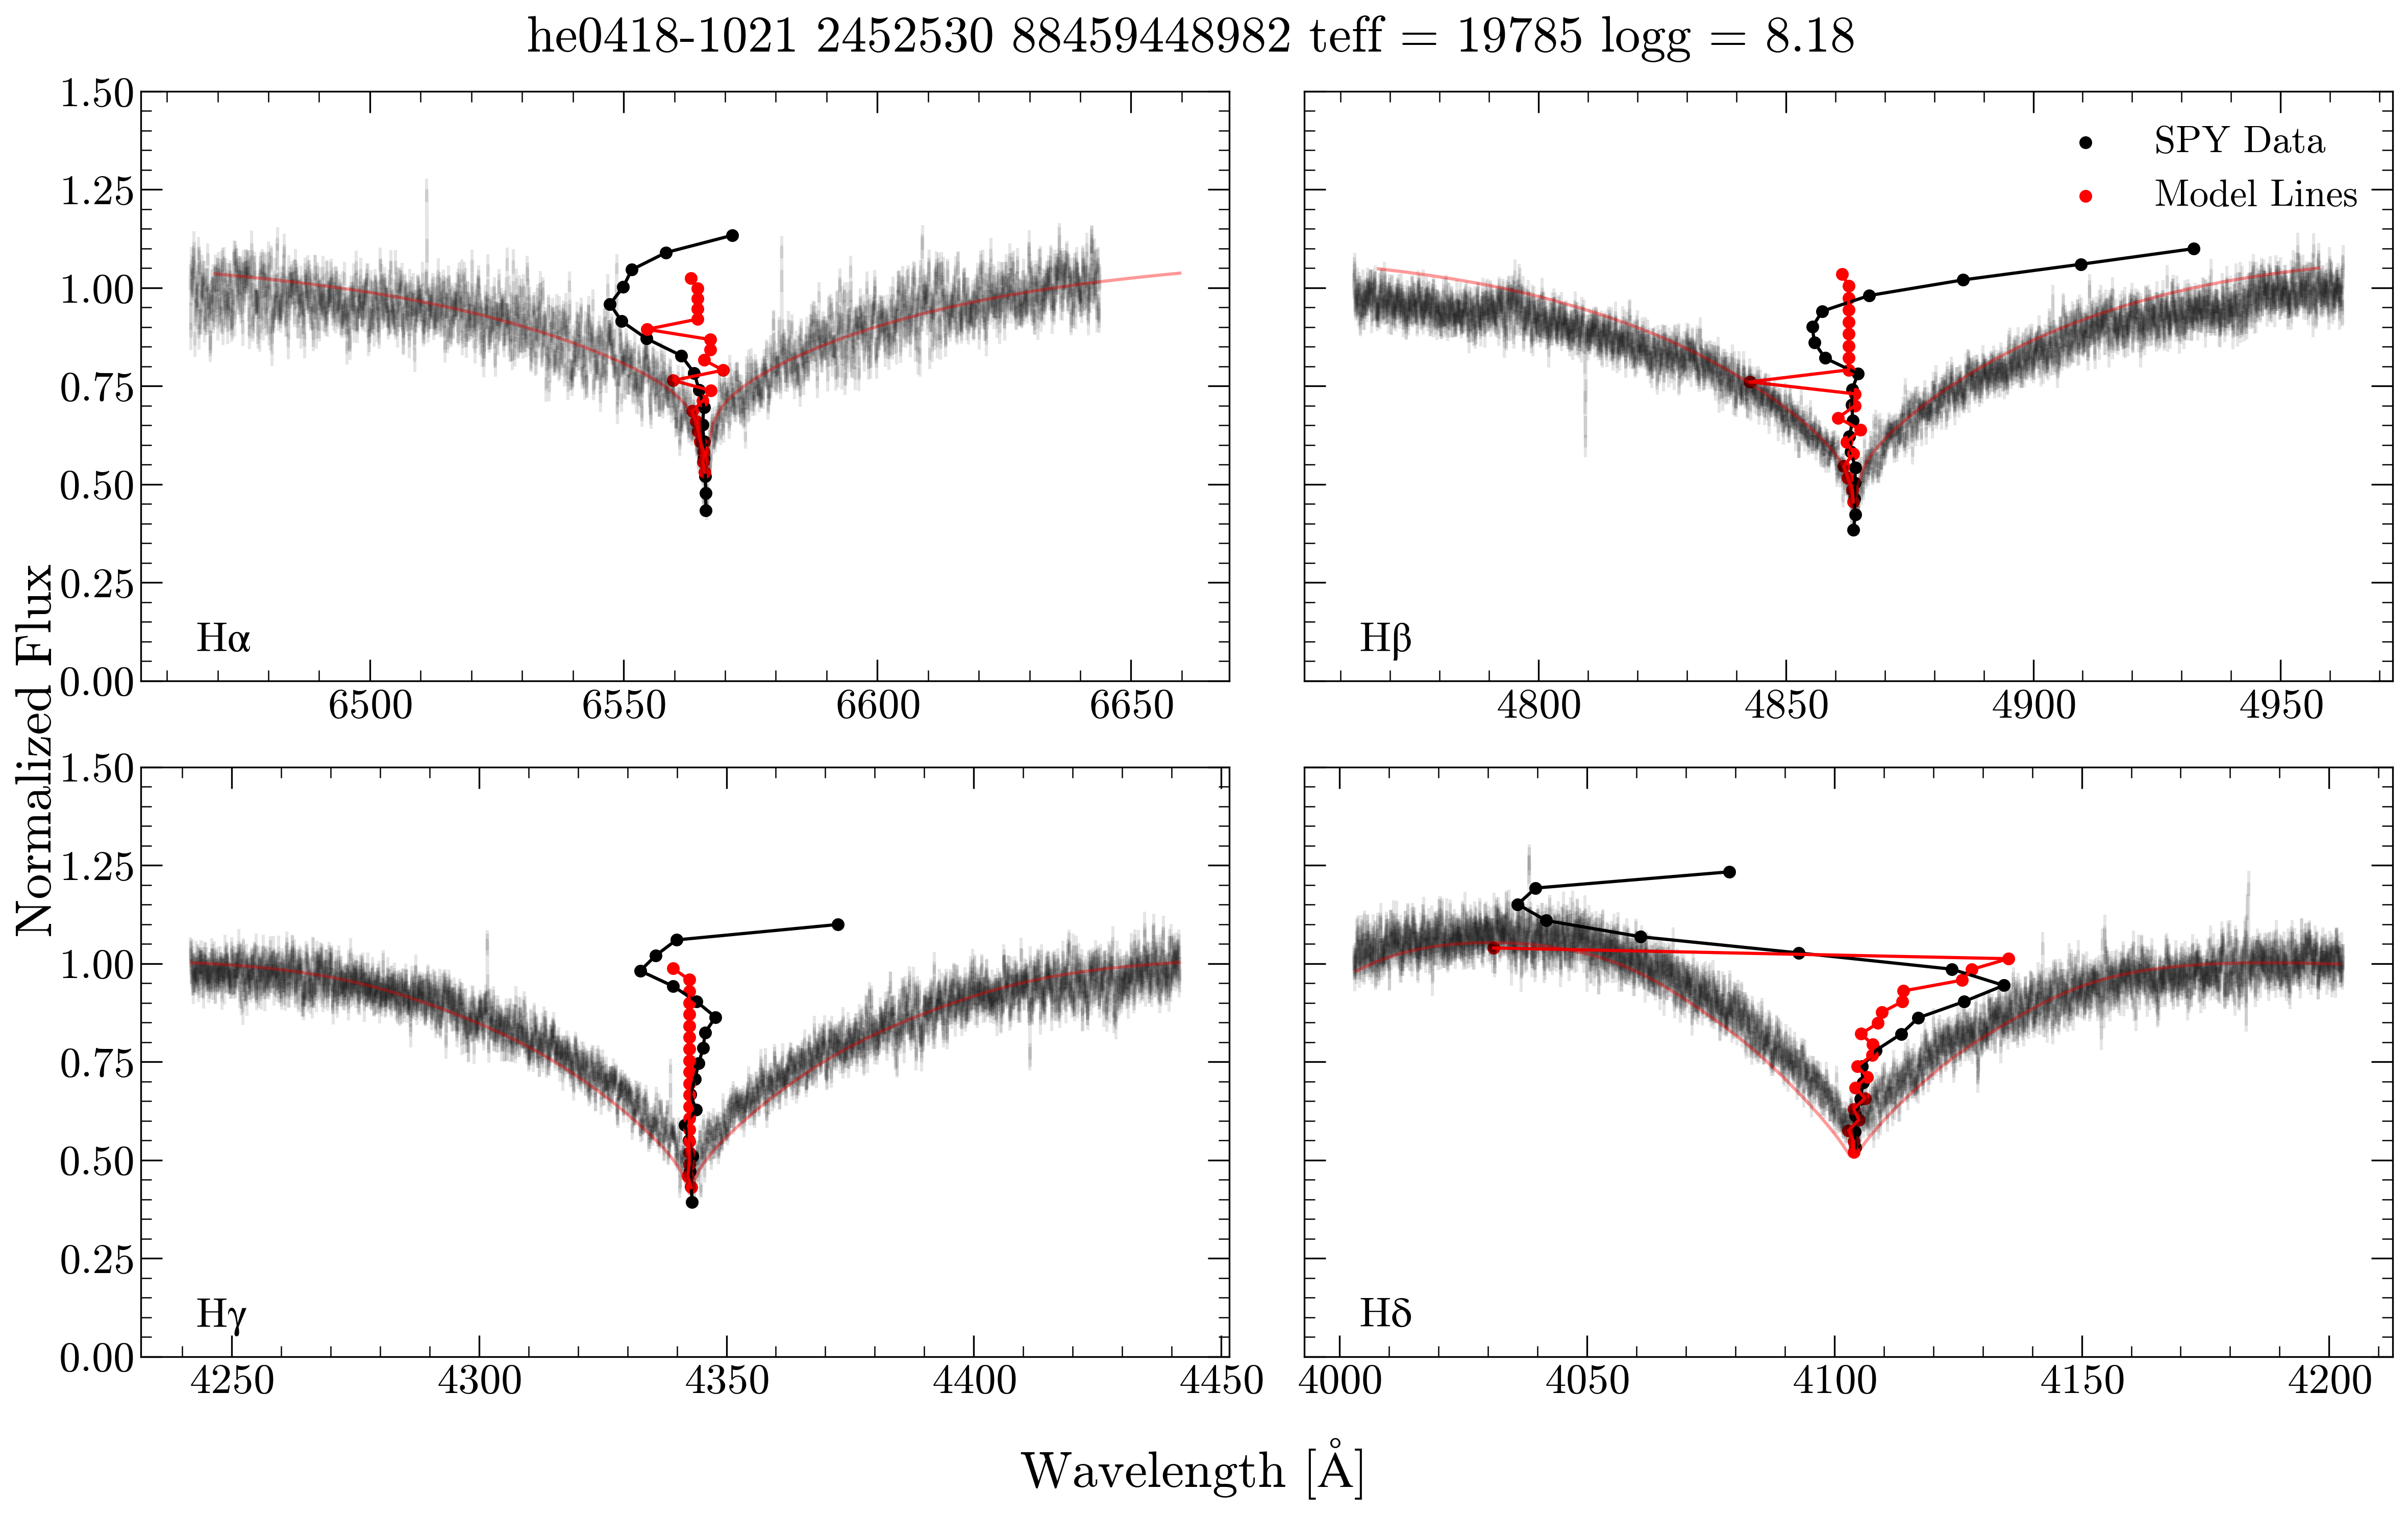 he0418-1021 2452530 88459448982 teff = 19785 logg = 8.18
Normalized Flux
1.50
1.25
1.00
0.75
0.50
0.25
0.00
Hα
6500 6550 6600 6650
SPY Data
Model Lines
Hβ
4800 4850 4900 4950
1.50
1.25
1.00
0.75
0.50
0.25
0.00
Hγ
4250 4300 4350 4400 4450
Hδ
4000 4050 4100 4150 4200
Wavelength [Å]